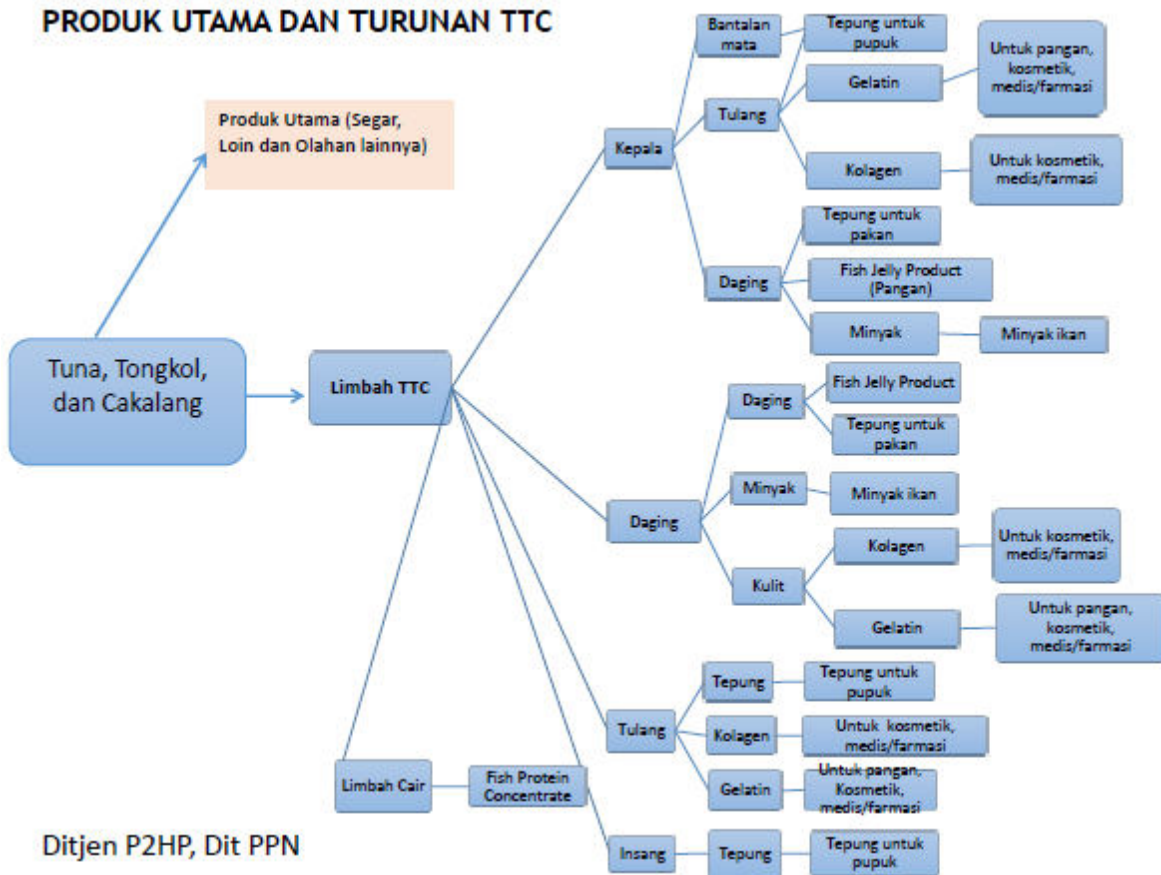 PRODUK UTAMA DAN TURUNAN TTC
Produk Utama (Segar,
Loin dan Olahan lainnya)
Tuna, Tongkol,
dan Cakalang
Limbah TTC
Kepala
Bantalan
mata
Tepung untuk
pupuk
Tulang
Gelatin
Untuk pangan,
kosmetik,
medis/farmasi
Kolagen
Untuk kosmetik,
medis/farmasi
Daging
Tepung untuk
pakan
Fish Jelly Product
(Pangan)
Minyak
Minyak ikan
Daging
Daging
Fish Jelly Product
Tepung untuk
pakan
Minyak
Minyak ikan
Kulit
Kolagen
Untuk kosmetik,
medis/farmasi
Gelatin
Untuk pangan,
kosmetik,
medis/farmasi
Tulang
Tepung
Tepung untuk
pupuk
Kolagen
Untuk kosmetik,
medis/farmasi
Gelatin
Untuk pangan,
Kosmetik,
medis/farmasi
Limbah Cair
Fish Protein
Concentrate
Insang
Tepung
Tepung untuk
pupuk
Ditjen P2HP, Dit PPN